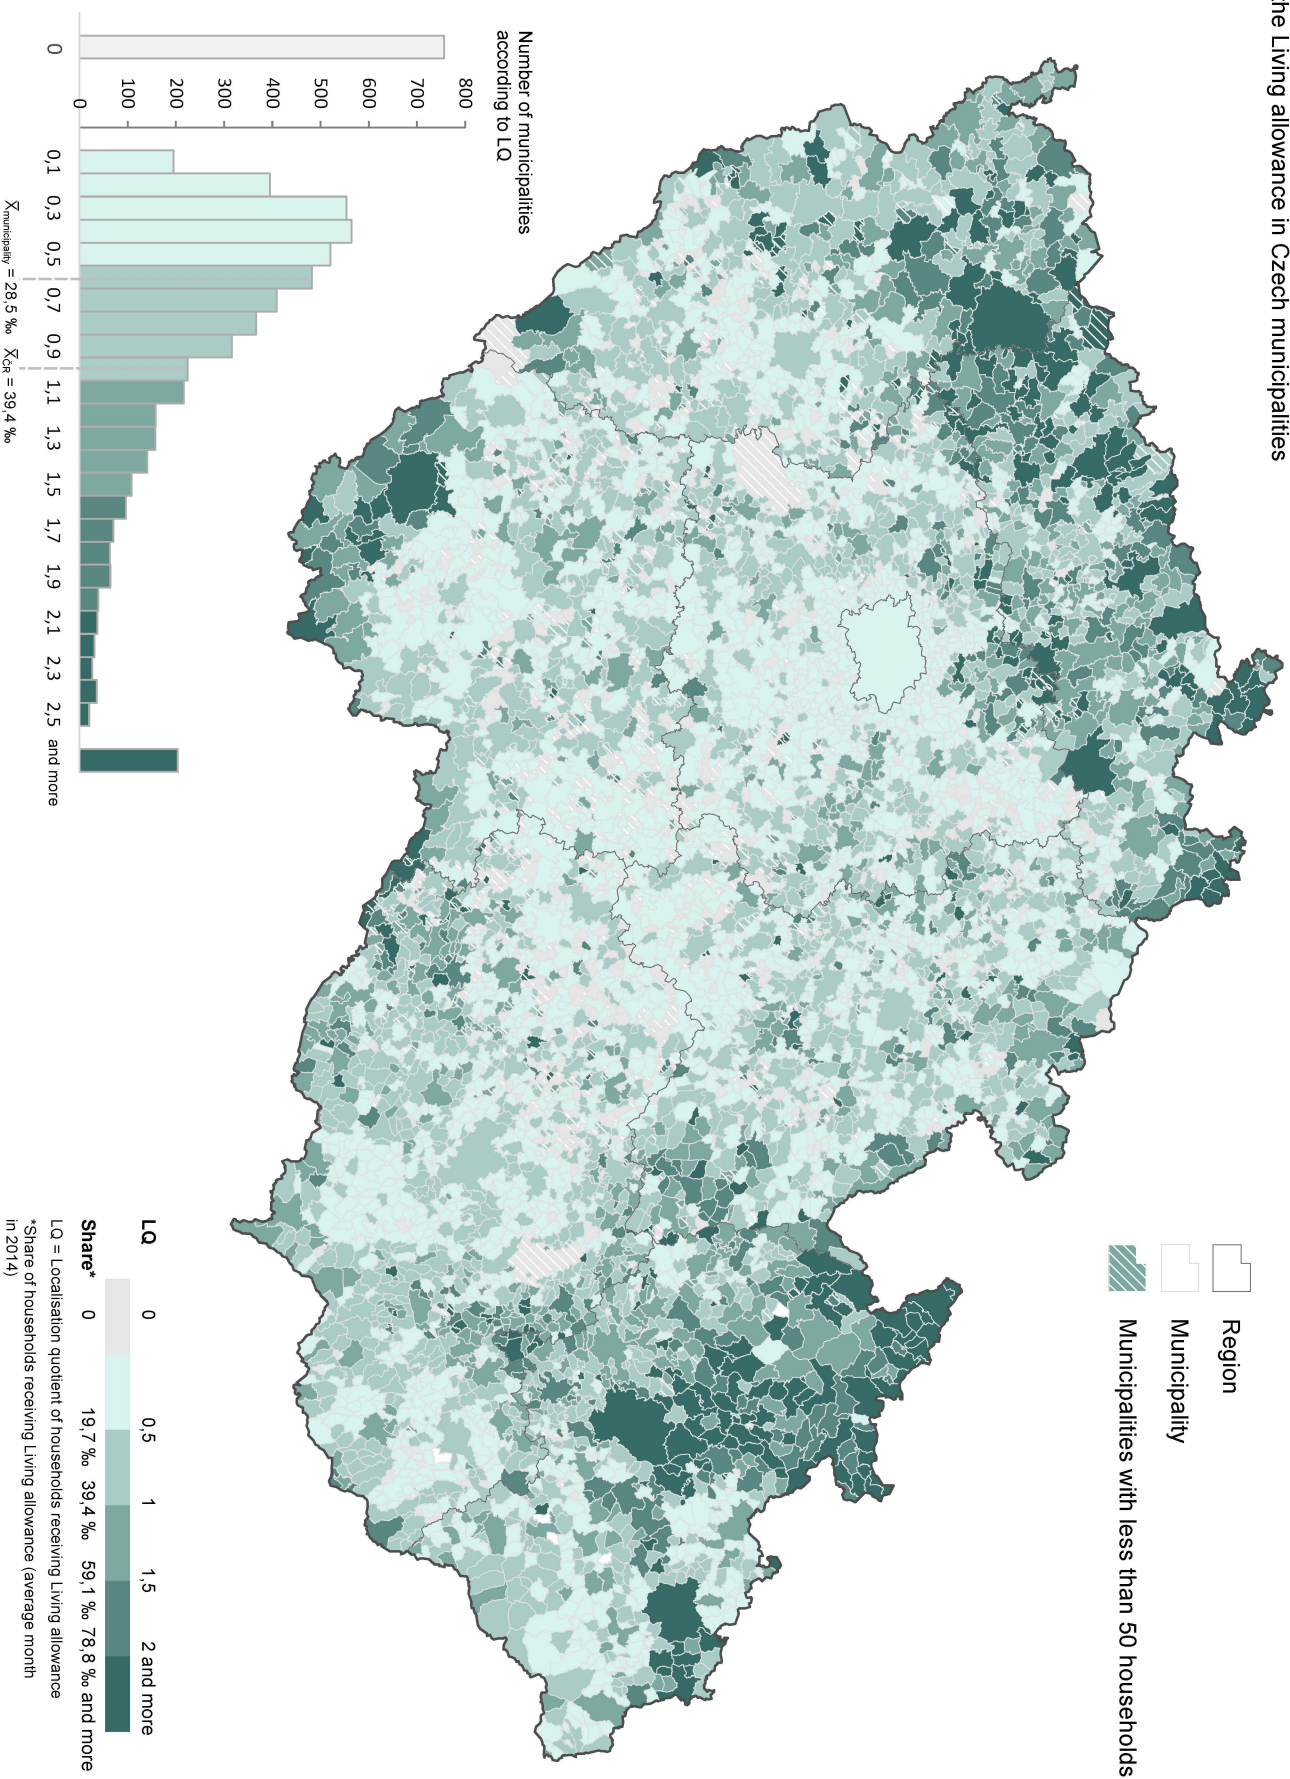 the Living allowance in Czech municipalities
Region
Municipality
Municipalities with less than 50 households
Number of municipalities
according to LQ
800
700
600
500
400
300
200
100
0
0 0,1 0,3 0,5 0,7 0,9 1,1 1,3 1,5 1,7 1,9 2,1 2,3 2,5 and more
X̅municipality = 28,5 ‰ X̅ČR = 39,4 ‰
LQ 0 0,5 1 1,5 2 and more
Share* 0 19,7 ‰ 39,4 ‰ 59,1 ‰ 78,8 ‰ and more
LQ = Localisation quotient of households receiving Living allowance
*Share of households receiving Living allowance (average month
in 2014)